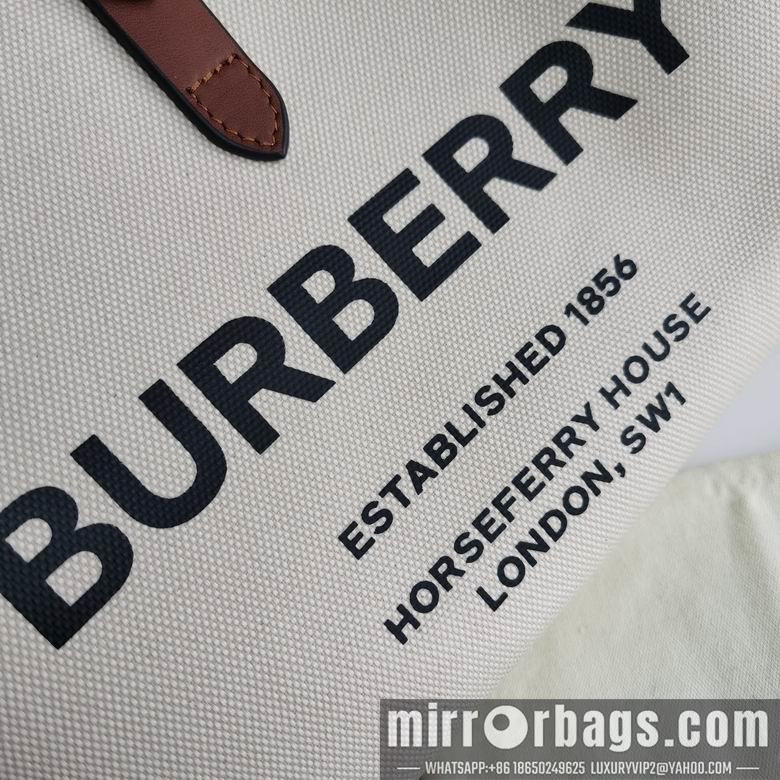 BURBERRY
ESTABLISHED 1856
HORSEFERRY HOUSE
LONDON, SW1
mirrorbags.com
WHATSAPP:+86 18650249625 LUXURYVIP2@YAHOO.COM